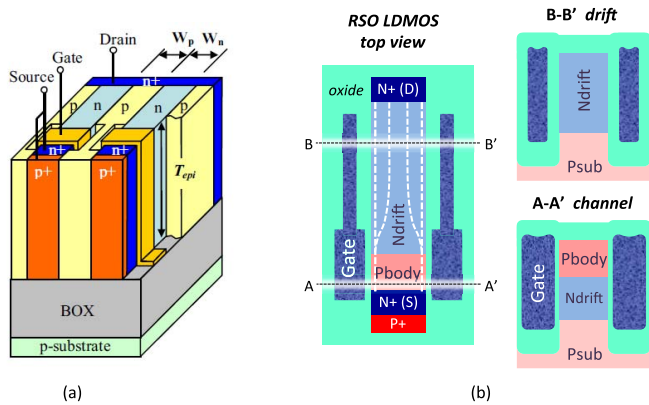 Drain
Wp
Wn
Gate
Source
n+
p
n
p
n
p
n+
n+
p+
p+
Tepi
BOX
p-substrate
(a)
RSO LDMOS
top view
oxide
N+ (D)
B
B'
Ndrift
Gate
Pbody
A
A'
N+ (S)
P+
B-B' drift
Ndrift
Psub
A-A' channel
Gate
Pbody
Ndrift
Psub
(b)